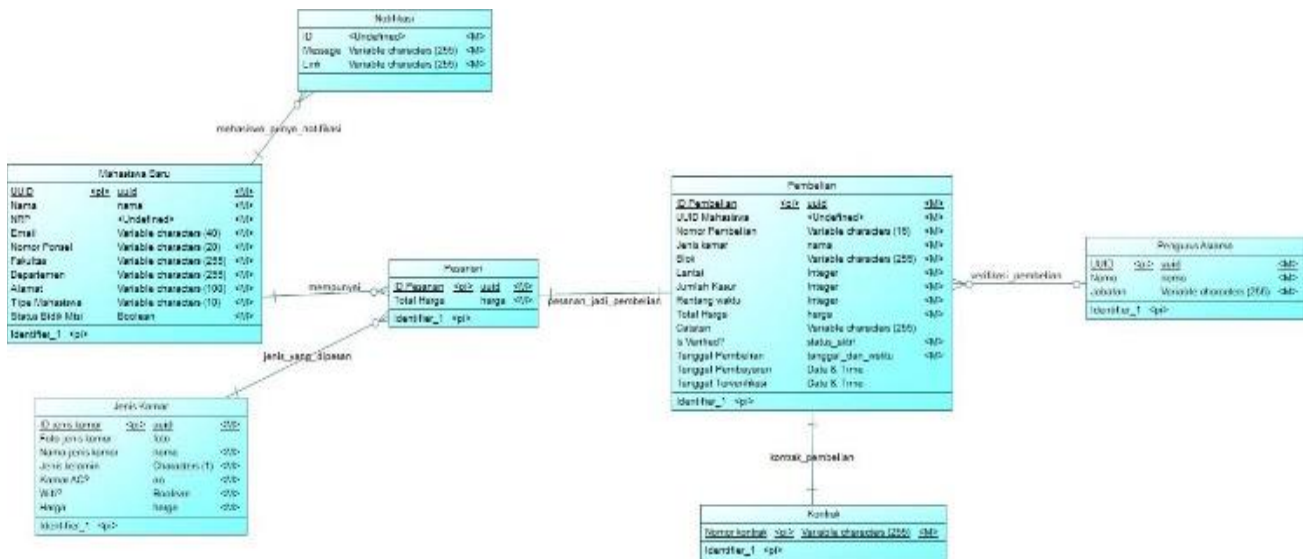 Notifikasi
ID <Undefined> <M>
Message Variable characters (255) <M>
Link Variable characters (255) <M>
mahasiswa_punya_notifikasi
Mahasiswa Baru
UUID <pi> uuid <M>
Nama nama <M>
NRP <Undefined> <M>
Email Variable characters (40) <M>
Nomor Ponsel Variable characters (20) <M>
Fakultas Variable characters (255) <M>
Departemen Variable characters (255) <M>
Alamat Variable characters (100) <M>
Tipe Mahasiswa Variable characters (10) <M>
Status Bidik Misi Boolean <M>
Identifier_1 <pi>
mempunyai
Pesanan
ID Pesanan <pi> uuid <M>
Total Harga harga <M>
Identifier_1 <pi>
pesanan_jadi_pembelian
jenis_yang_dipesan
Jenis Kamar
ID jenis kamar <pi> uuid <M>
Foto jenis kamar foto <M>
Nama jenis kamar nama <M>
Jenis kelamin Characters (1) <M>
Kamar AC? <M>
Wifi? Boolean <M>
Harga harga <M>
Identifier_1 <pi>
Pembelian
ID Pembelian <pi> uuid <M>
UUID Mahasiswa <Undefined> <M>
Nomor Pembelian Variable characters <M>
Jenis kamar nama <M>
Blok Variable characters (255) <M>
Lantai Integer <M>
Jumlah Kasur Integer <M>
Rentang waktu Integer <M>
Total Harga harga <M>
Catatan Variable characters (255)
Is Verified? <M>
Tanggal Pembelian tanggal_dan_waktu <M>
Tanggal Pembayaran Date & Time
Tanggal Terverifikasi Date & Time
Identifier_1 <pi>
verifikasi_pembelian
Pengurus Asrama
UUID <pi> uuid <M>
Nama nama <M>
Jabatan Variable characters (255) <M>
Identifier_1 <pi>
kontrak_pembelian
Kontrak
Nomor kontrak <pi> Variable characters (255) <M>
Identifier_1 <pi>